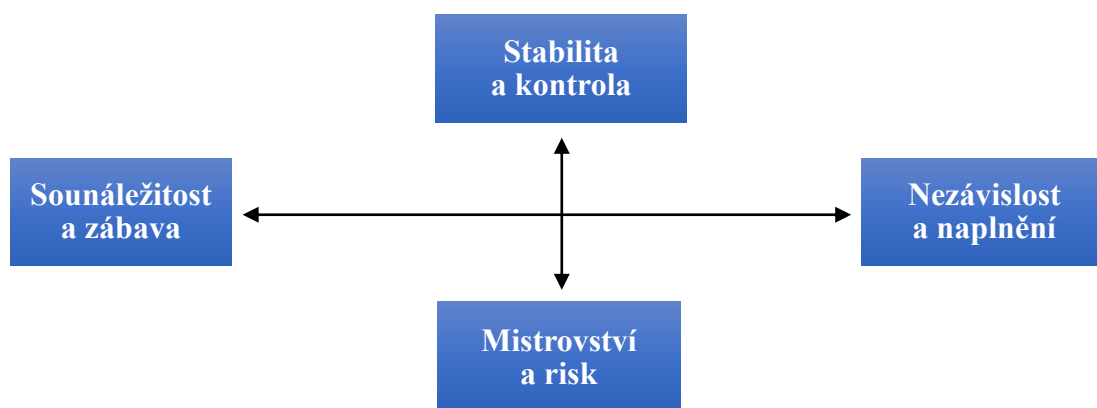 Stabilita
a kontrola
Sounáležitost
a zábava
Nezávislost
a naplnění
Mistrovství
a risk